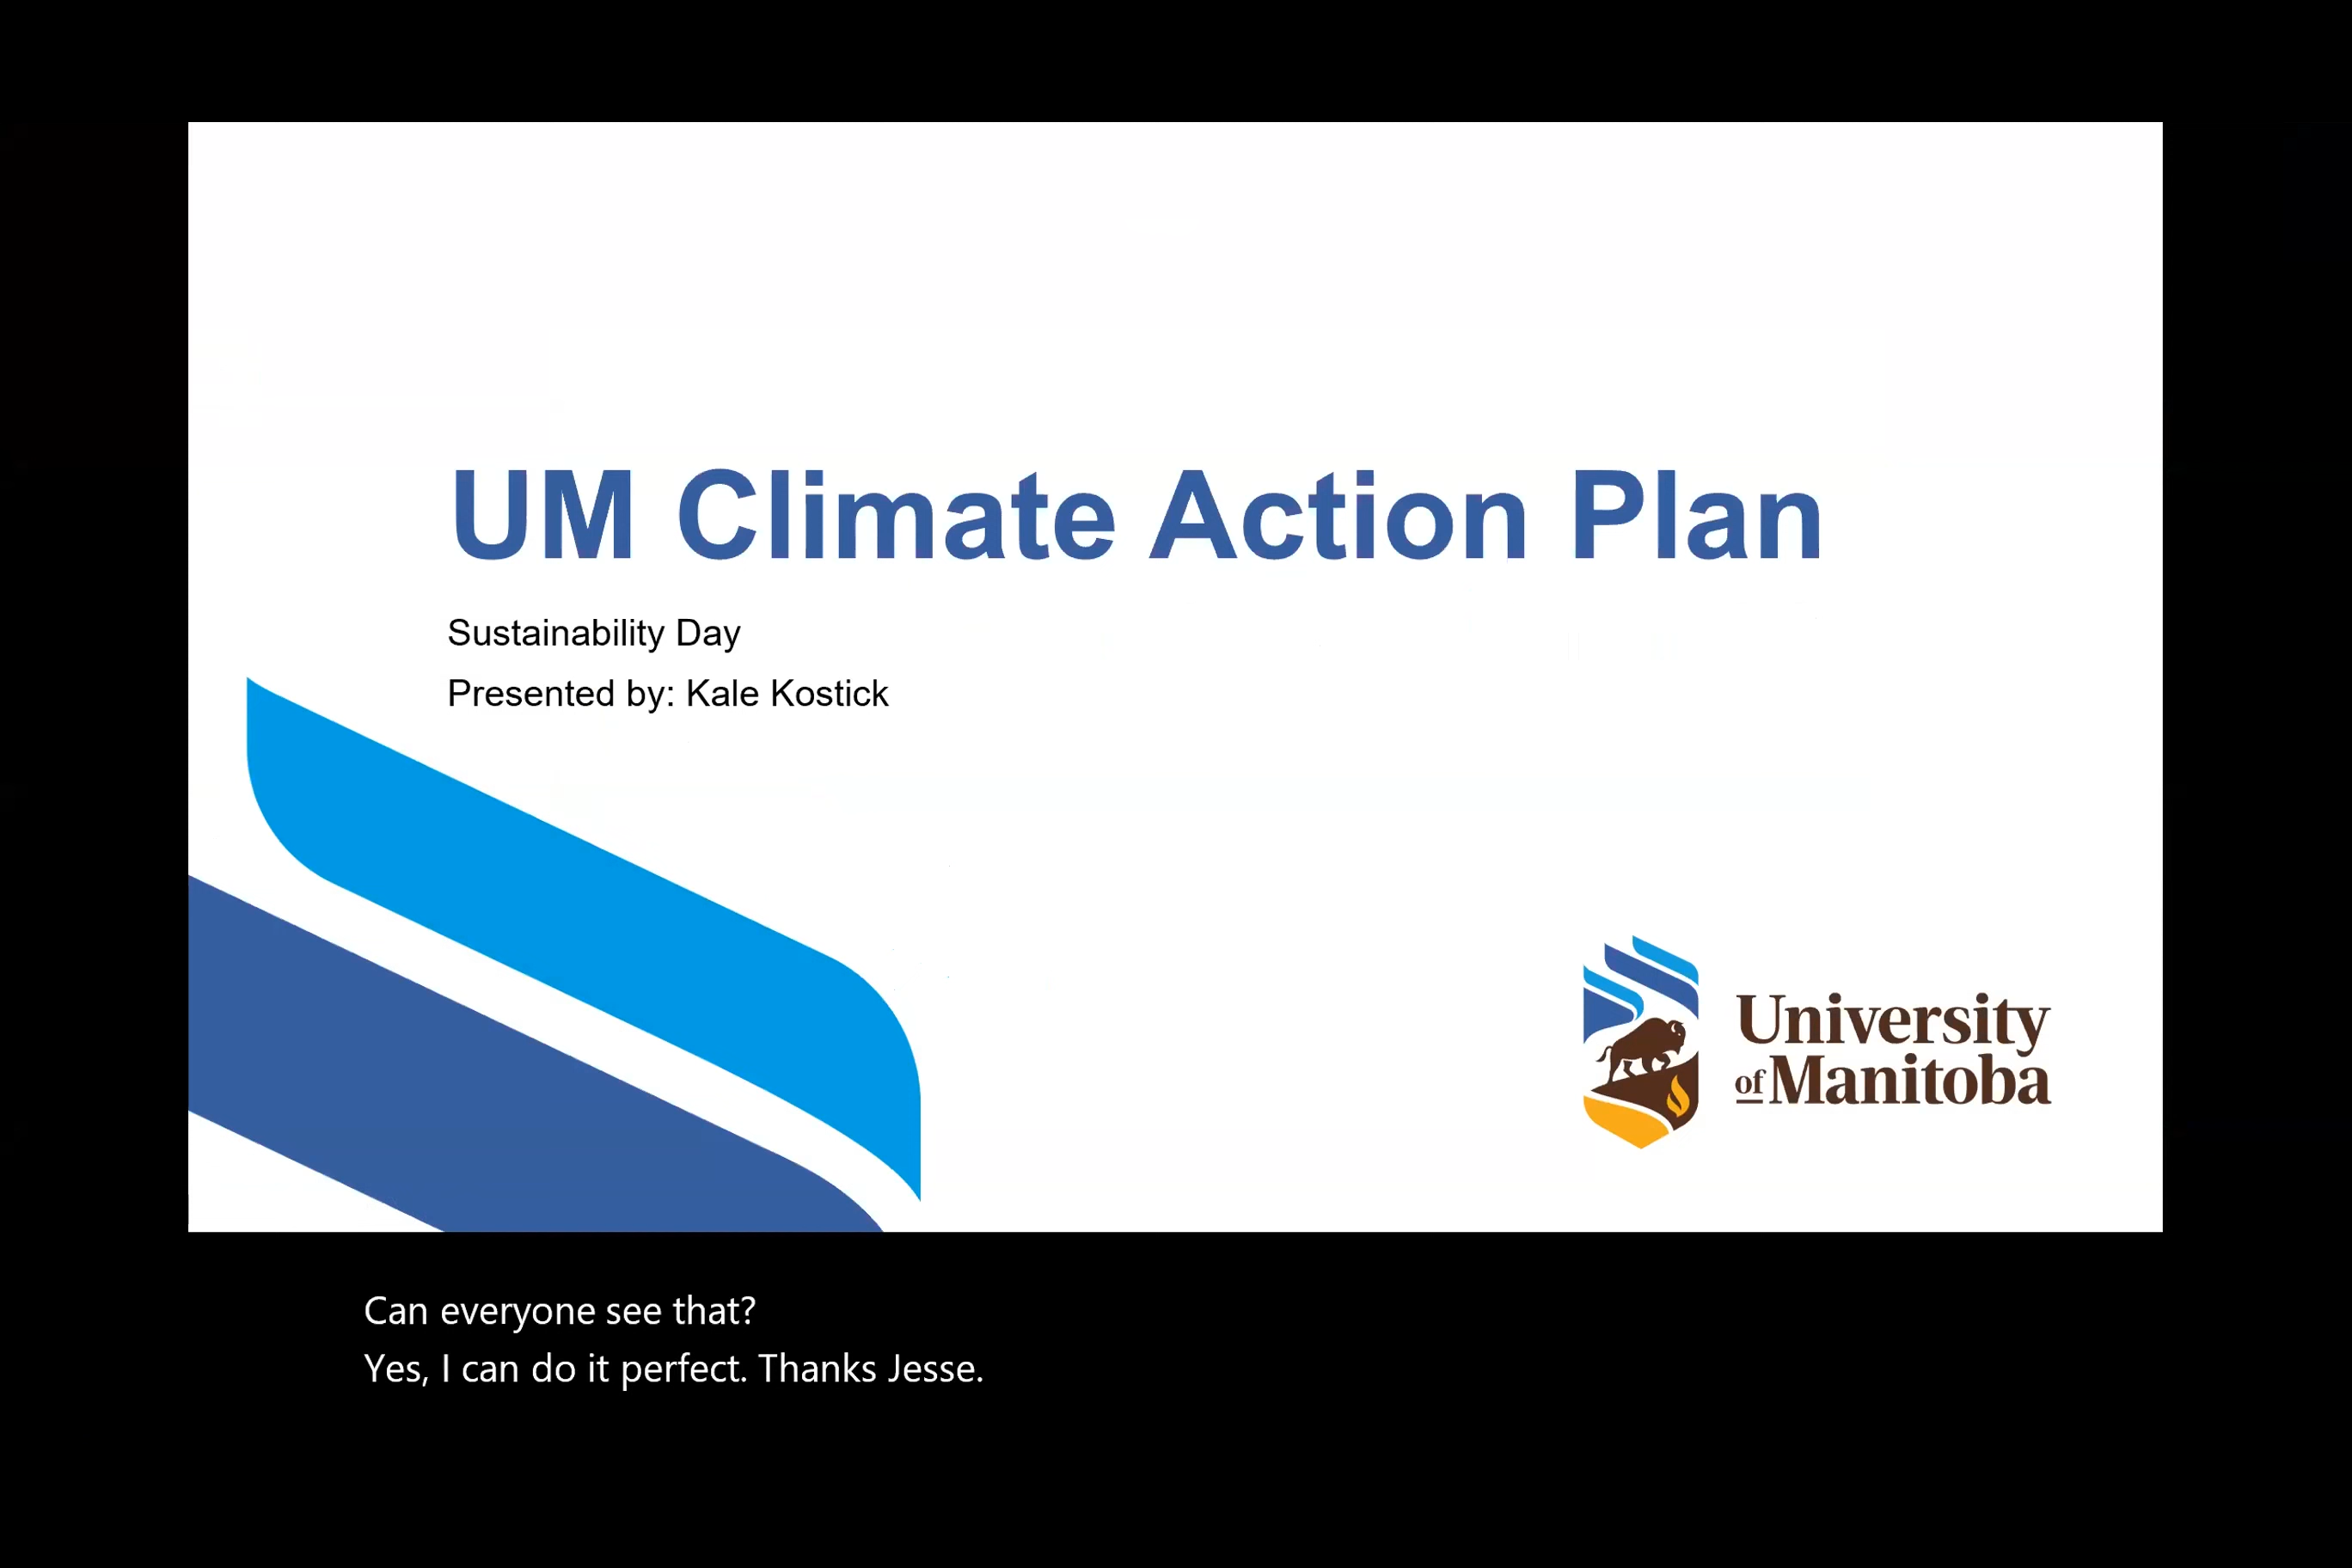 UM Climate Action Plan
Sustainability Day
Presented by: Kale Kostick
University
of Manitoba
Can everyone see that?
Yes, I can do it perfect. Thanks Jesse.